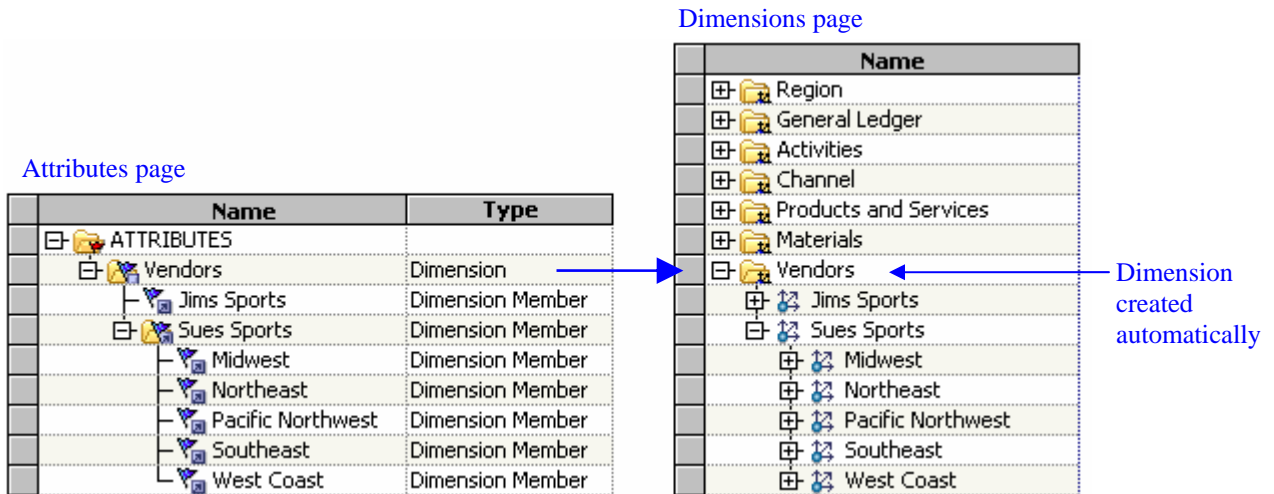 Dimensions page
Name
Region
General Ledger
Activities
Channel
Products and Services
Materials
Vendors
Jims Sports
Sues Sports
Midwest
Northeast
Pacific Northwest
Southeast
West Coast
Dimension
created
automatically
Attributes page
Name Type
ATTRIBUTES
Vendors Dimension
Jims Sports Dimension Member
Sues Sports Dimension Member
Midwest Dimension Member
Northeast Dimension Member
Pacific Northwest Dimension Member
Southeast Dimension Member
West Coast Dimension Member